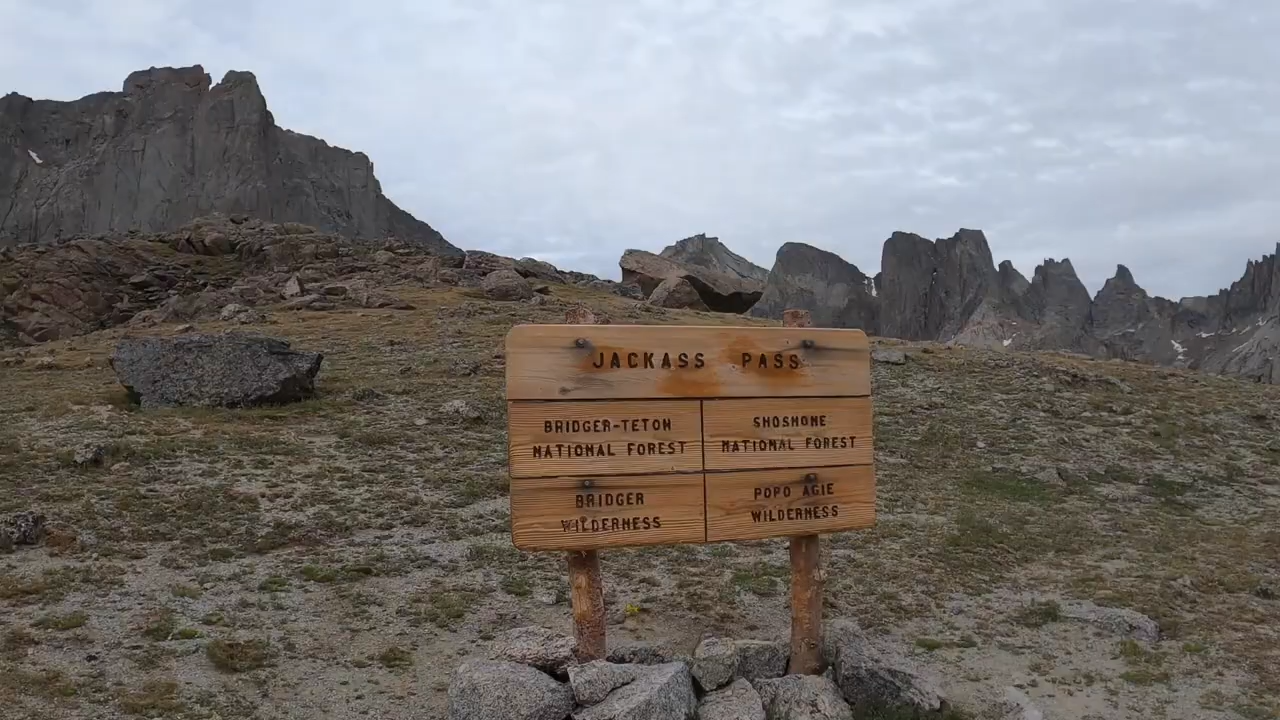 JACKASS PASS
BRIDGER-TETON
NATIONAL FOREST
SHOSHONE
NATIONAL FOREST
BRIDGER
WILDERNESS
POPO AGIE
WILDERNESS